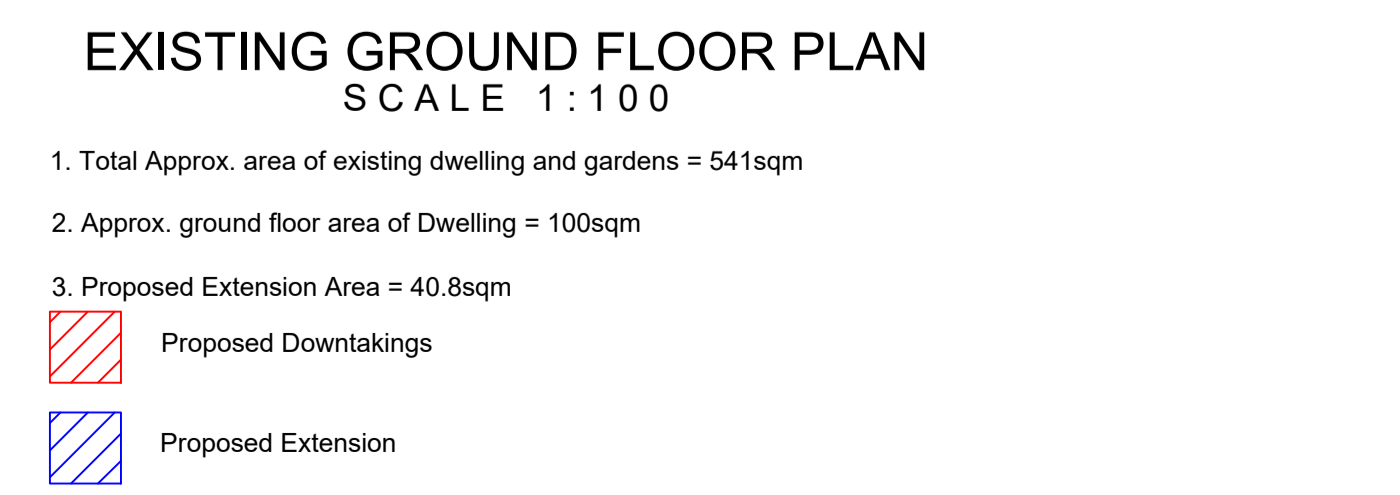 EXISTING GROUND FLOOR PLAN
SCALE 1:100
1. Total Approx. area of existing dwelling and gardens = 541sqm
2. Approx. ground floor area of Dwelling = 100sqm
3. Proposed Extension Area = 40.8sqm
Proposed Downtakings
Proposed Extension